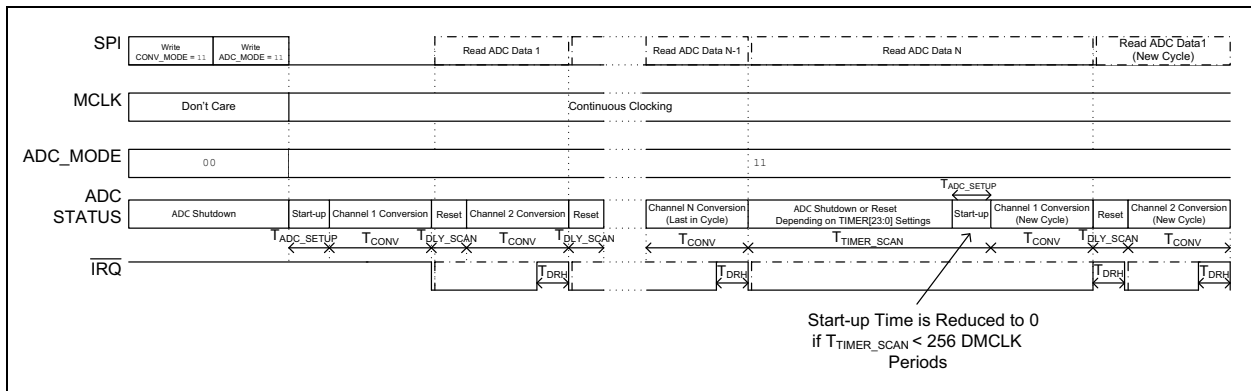 SPI
Write
CONV_MODE = 11
Write
ADC_MODE = 11
Read ADC Data 1
Read ADC Data N-1
Read ADC Data N
Read ADC Data1
(New Cycle)
MCLK
Don't Care
Continuous Clocking
ADC_MODE
00
11
TADC_SETUP
ADC
STATUS
ADC Shutdown
Start-up
Channel 1 Conversion
Reset
Channel 2 Conversion
Reset
Channel N Conversion
(Last in Cycle)
ADC Shutdown or Reset
Depending on TIMER[23:0] Settings
Start-up
Channel 1 Conversion
(New Cycle)
Reset
Channel 2 Conversion
(New Cycle)
TADC_SETUP
TCONV
TDLY_SCAN
TCONV
TDLY_SCAN
TCONV
TTIMER_SCAN
TCONV
TDLY_SCAN
TCONV
IRQ
TDRH
TDRH
TDRH
TDRH
Start-up Time is Reduced to 0
if TTIMER_SCAN < 256 DMCLK
Periods